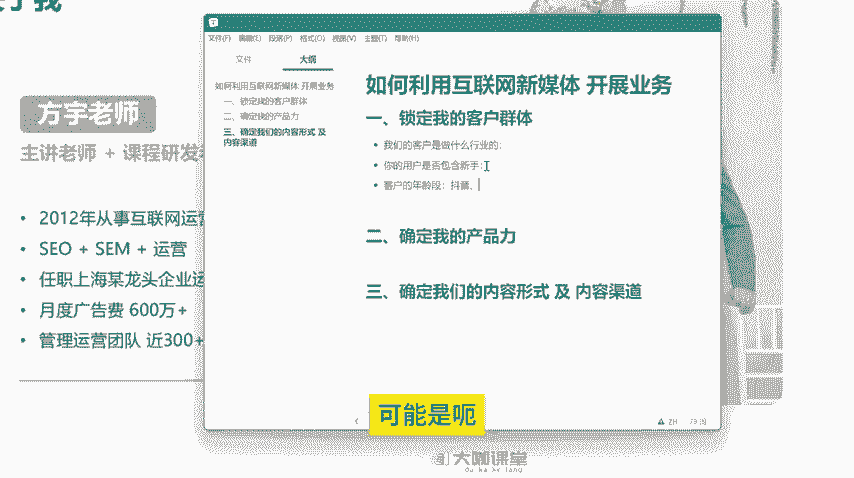 方宇老师
主讲老师 + 课程研发
• 2012年从事互联网运营
• SEO + SEM + 运营
• 任职上海某龙头企业运
• 月度广告费 600万+
• 管理运营团队 近300+
T
文件(F) 编辑(E) 段落(P) 格式(O) 视图(V) 主题(T) 帮助(H)
文件 大纲
如何利用互联网新媒体 开展业务
一、锁定我的客户群体
二、确定我的产品力
三、确定我们的内容形式 及
内容渠道
如何利用互联网新媒体 开展业务
一、锁定我的客户群体
• 我们的客户是做什么行业的:
• 你的用户是否包含新手:
• 客户的年龄段：抖音、
二、确定我的产品力
三、确定我们的内容形式 及 内容渠道
ZH 79 词
可能是呃
大咖课堂
da ka ke tang